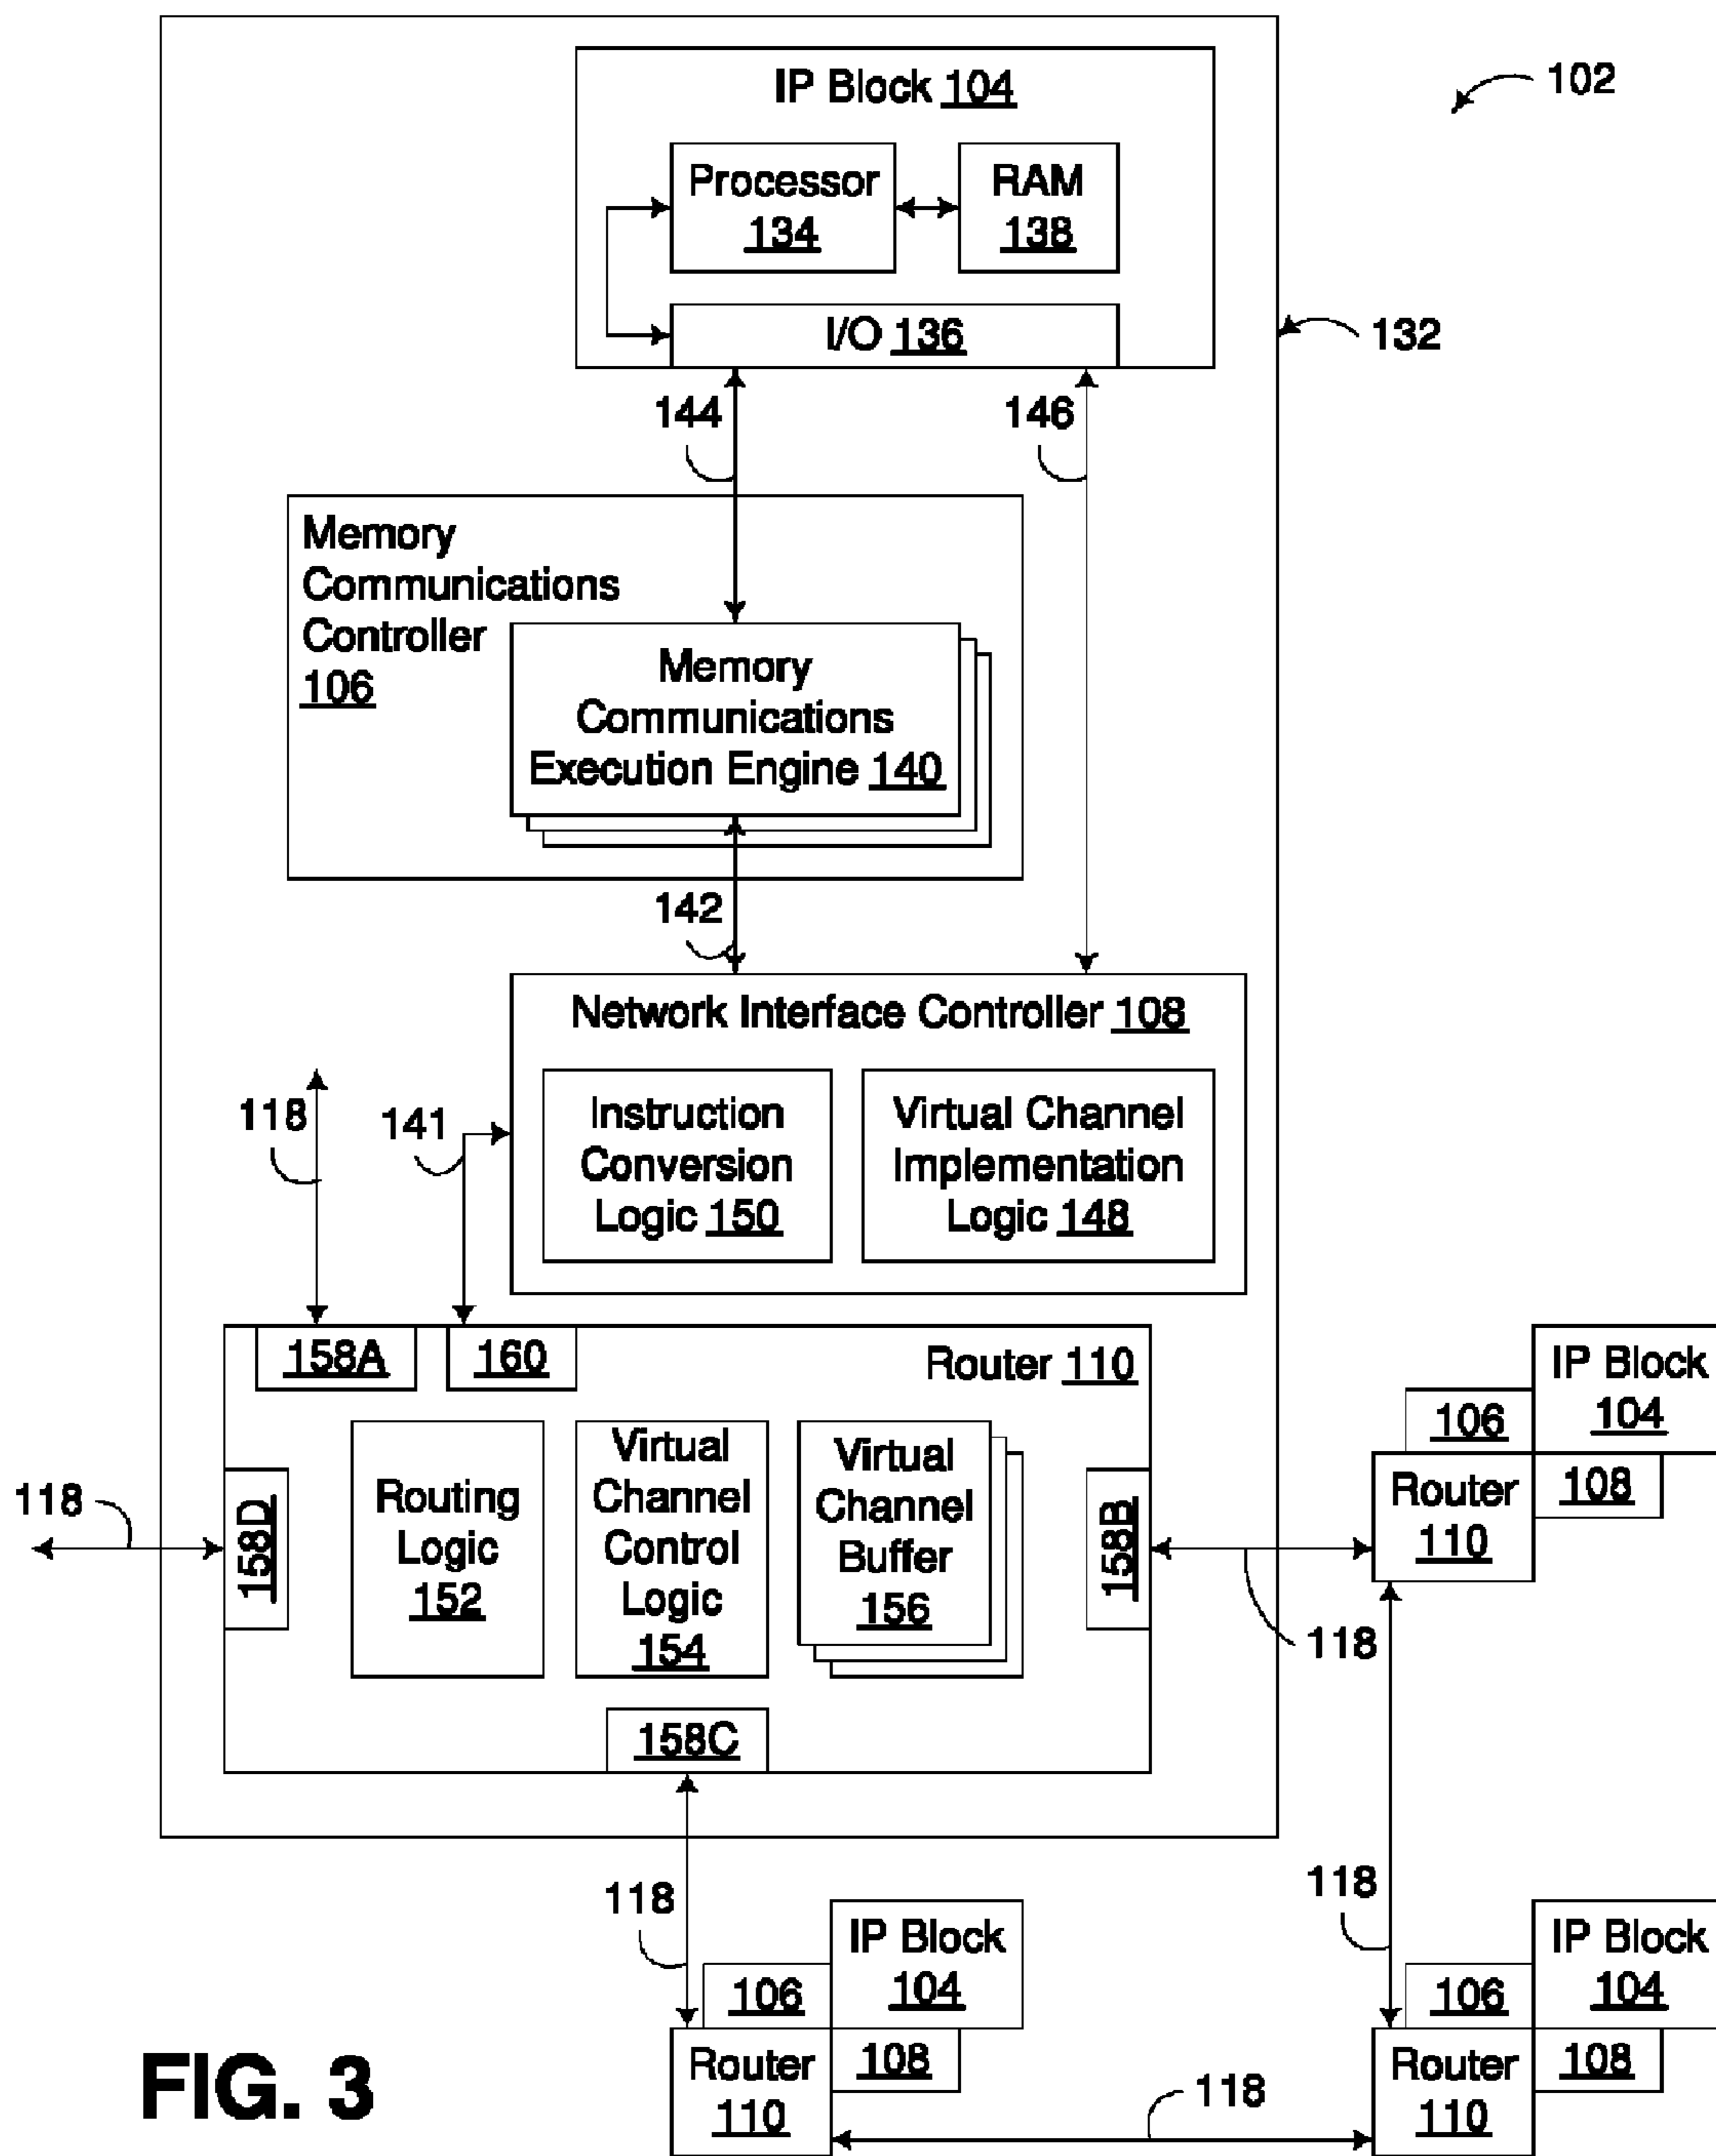 IP Block 104
102
Processor
134
RAM
138
I/O 136
132
144
146
Memory
Communications
Controller
106
Memory
Communications
Execution Engine 140
142
Network Interface Controller 108
118
141
Instruction
Conversion
Logic 150
Virtual Channel
Implementation
Logic 148
158A
160
Router 110
IP Block
104
106
Router
110
108
118
158D
Routing
Logic
152
Virtual
Channel
Control
Logic
154
Virtual
Channel
Buffer
156
158B
118
158C
118
118
IP Block
104
106
Router
110
108
IP Block
104
106
Router
110
108
118
FIG. 3